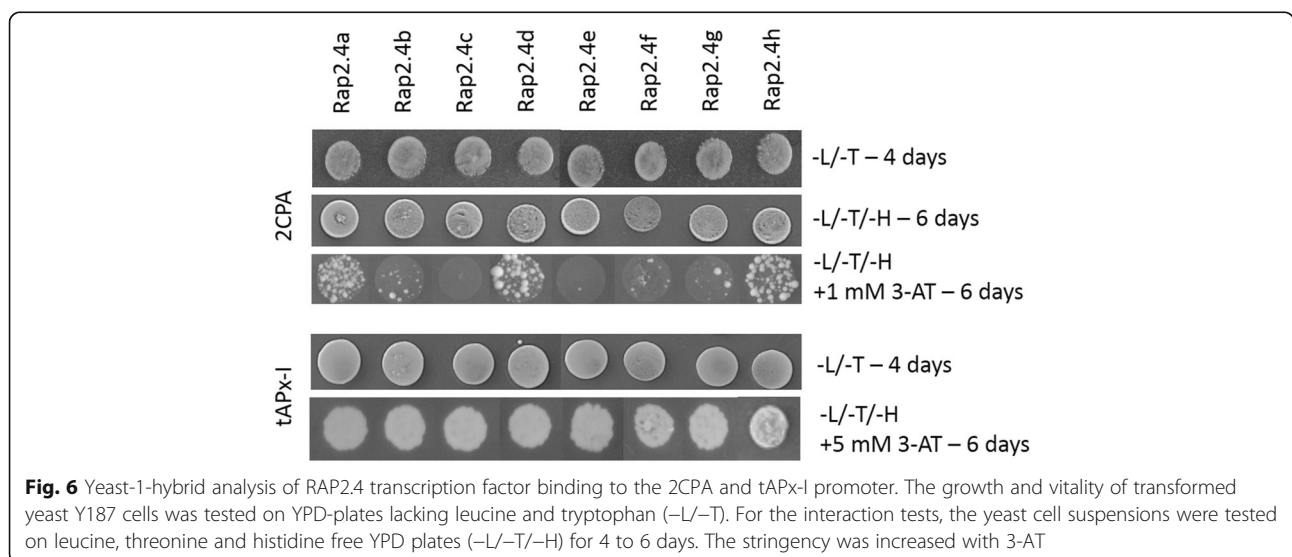 Rap2.4a
Rap2.4b
Rap2.4c
Rap2.4d
Rap2.4e
Rap2.4f
Rap2.4g
Rap2.4h
2CPA
-L/-T – 4 days
-L/-T/-H – 6 days
-L/-T/-H
+1 mM 3-AT – 6 days
tAPx-I
-L/-T – 4 days
-L/-T/-H
+5 mM 3-AT – 6 days
Fig. 6 Yeast-1-hybrid analysis of RAP2.4 transcription factor binding to the 2CPA and tAPx-I promoter. The growth and vitality of transformed
yeast Y187 cells was tested on YPD-plates lacking leucine and tryptophan (−L/−T). For the interaction tests, the yeast cell suspensions were tested
on leucine, threonine and histidine free YPD plates (−L/−T/−H) for 4 to 6 days. The stringency was increased with 3-AT